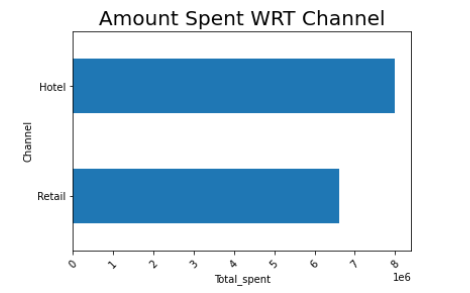 Amount Spent WRT Channel
Hotel
Channel
Retail
0 1 2 3 4 5 6 7 8
Total_spent
1e6